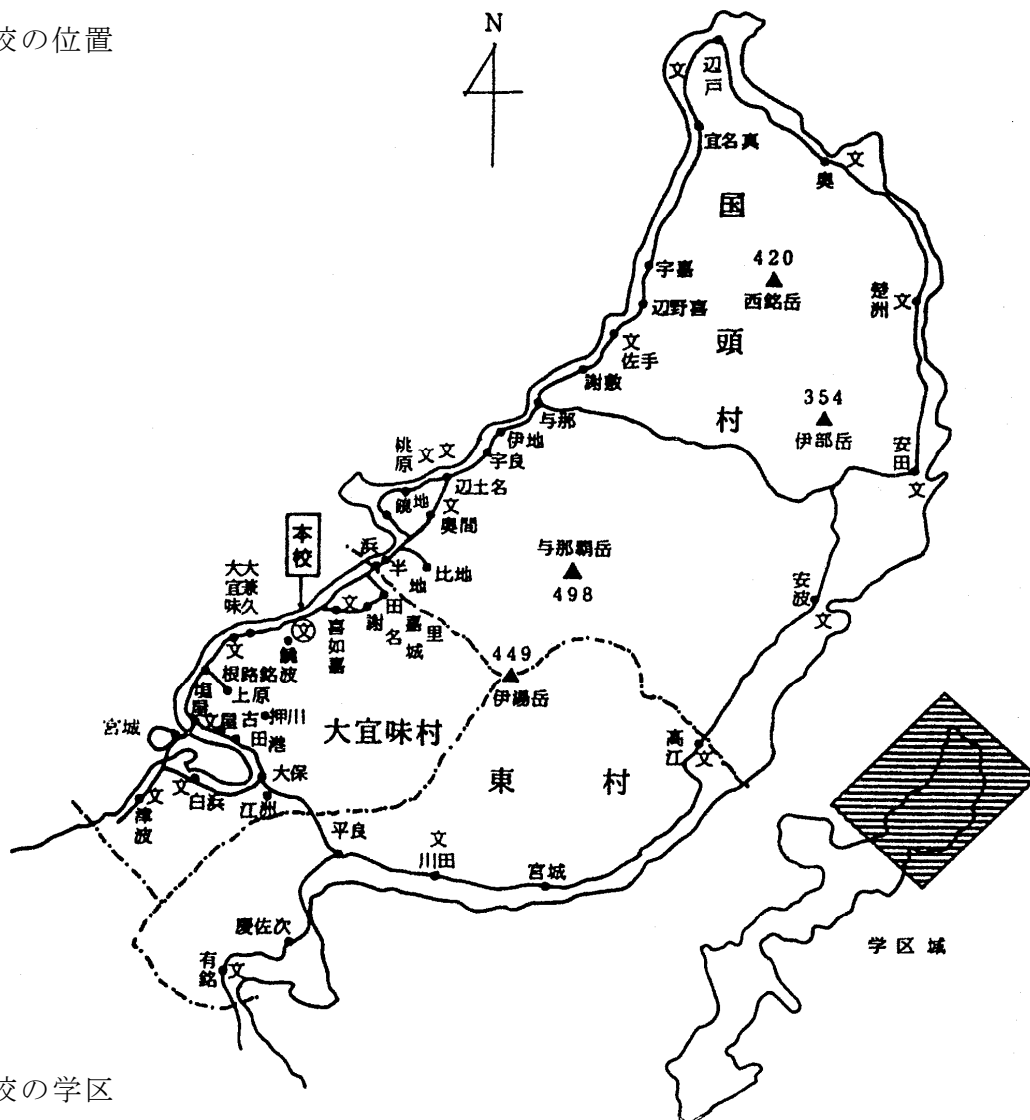 校の位置
N
辺戸
文
宜名真
奥
文
国頭村
宇嘉
420
西銘岳
辺野喜
楚洲
文
文
佐手
謝敷
与那
354
伊部岳
伊地
宇良
桃原
文
文
安田
文
辺土名
鏡地
文
奥間
本校
浜
半地
比地
与那覇岳
498
安波
文
大宜味
大兼久
文
喜如嘉
文
謝名城
田嘉里
文
饒波
449
伊湯岳
根路銘
上原
塩屋
押川
宮城
文
屋古
田港
大宜味村
高江
文
東村
大保
江洲
白浜
文
津波
文
平良
文
川田
宮城
慶佐次
有銘
文
学区域
校の学区